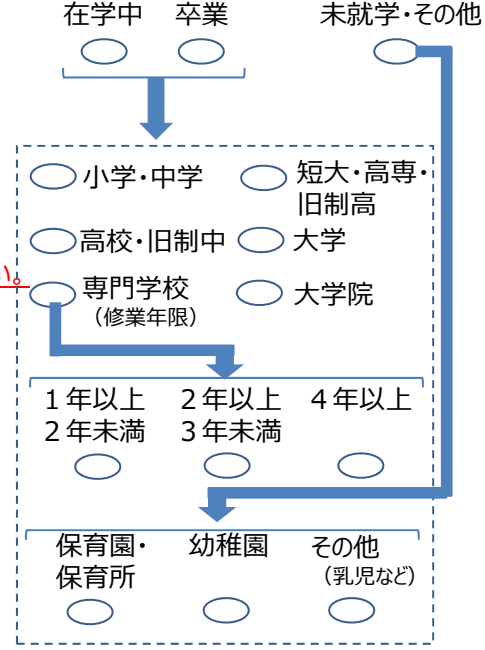 在学中 卒業 未就学・その他
小学・中学 短大・高専・
旧制高
高校・旧制中 大学
い。
専門学校 大学院
（修業年限）
１年以上 ２年以上 ４年以上
２年未満 ３年未満
保育園・ 幼稚園 その他
保育所 （乳児など）